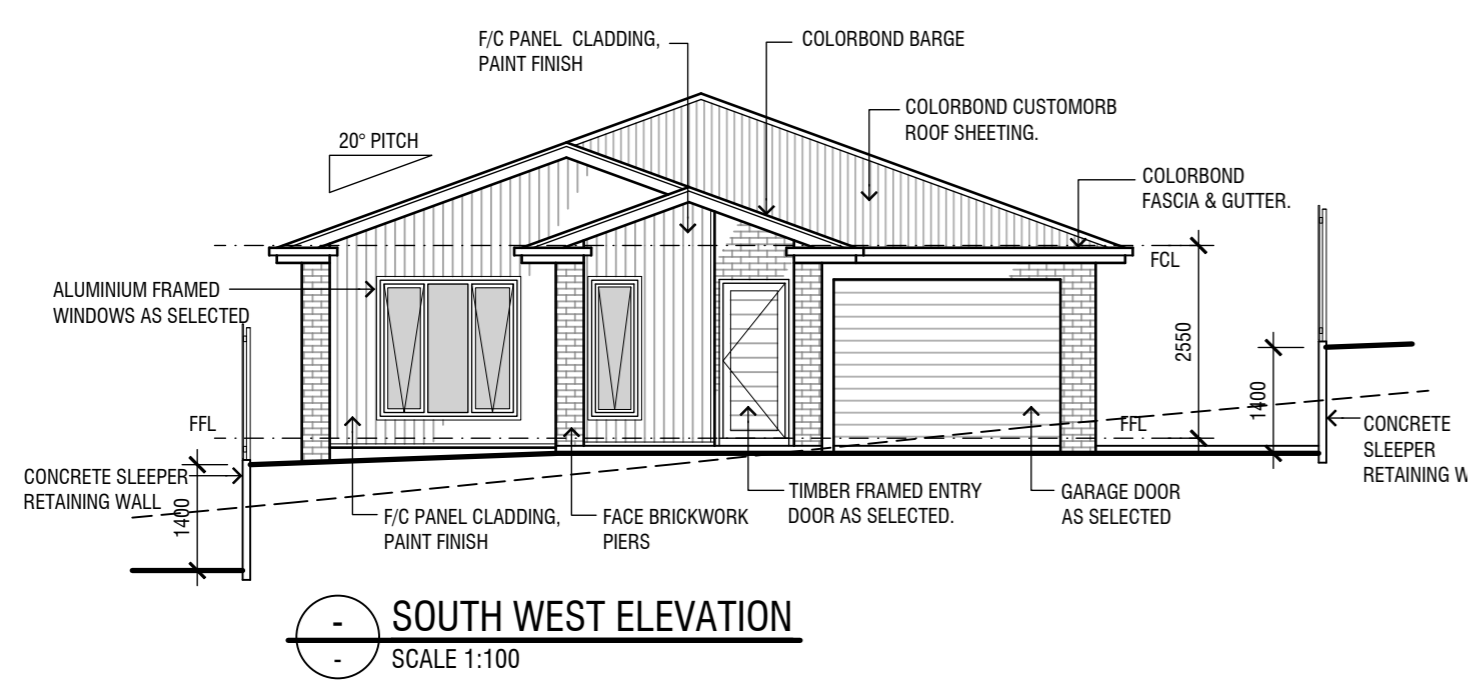 F/C PANEL CLADDING,
PAINT FINISH
COLORBOND BARGE
COLORBOND CUSTOMORB
ROOF SHEETING.
20° PITCH
COLORBOND
FASCIA & GUTTER.
FCL
ALUMINIUM FRAMED
WINDOWS AS SELECTED
2550
1400
FFL
FFL
CONCRETE
SLEEPER
RETAINING W
CONCRETE SLEEPER
RETAINING WALL
1400
F/C PANEL CLADDING,
PAINT FINISH
FACE BRICKWORK
PIERS
TIMBER FRAMED ENTRY
DOOR AS SELECTED.
GARAGE DOOR
AS SELECTED
-
SOUTH WEST ELEVATION
-
SCALE 1:100